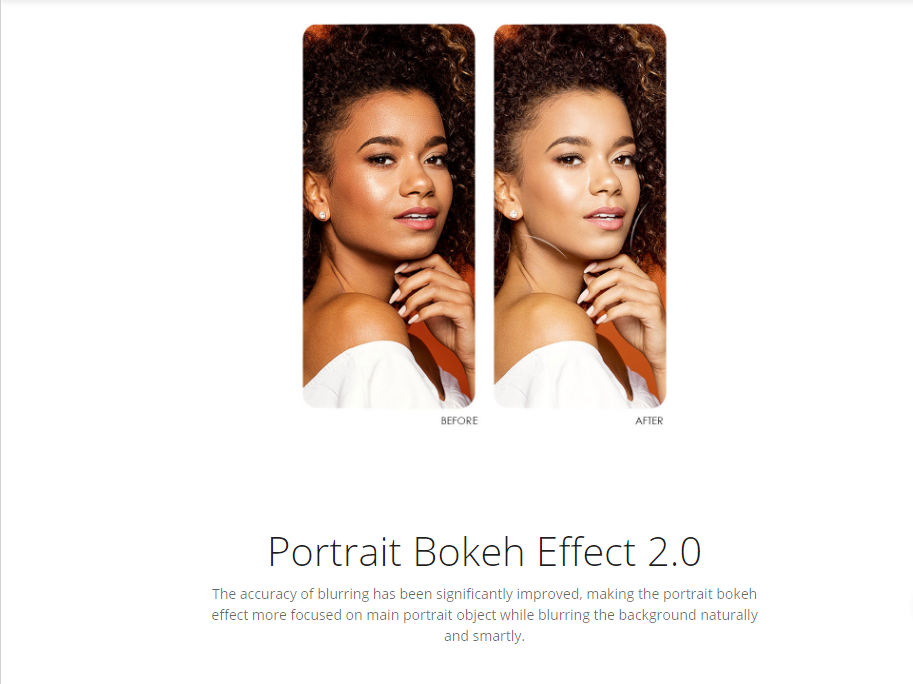 BEFORE
AFTER
Portrait Bokeh Effect 2.0
The accuracy of blurring has been significantly improved, making the portrait bokeh
effect more focused on main portrait object while blurring the background naturally
and smartly.